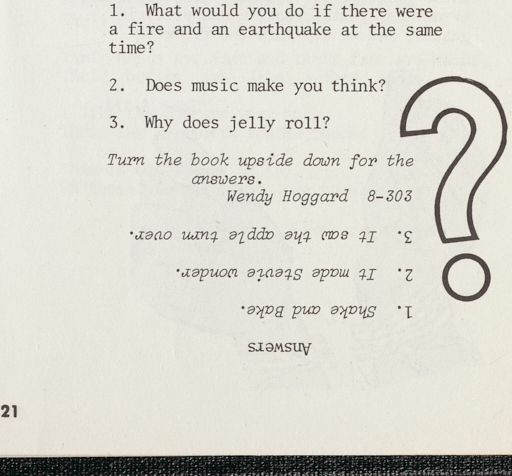 1. What would you do if there were
a fire and an earthquake at the same
time?
2. Does music make you think?
3. Why does jelly roll?
Turn the book upside down for the
answers.
Wendy Hoggard 8-303
Answers
1. Shake and Bake.
2. It made Stevie wonder.
3. It saw the apple turn over.
?
21